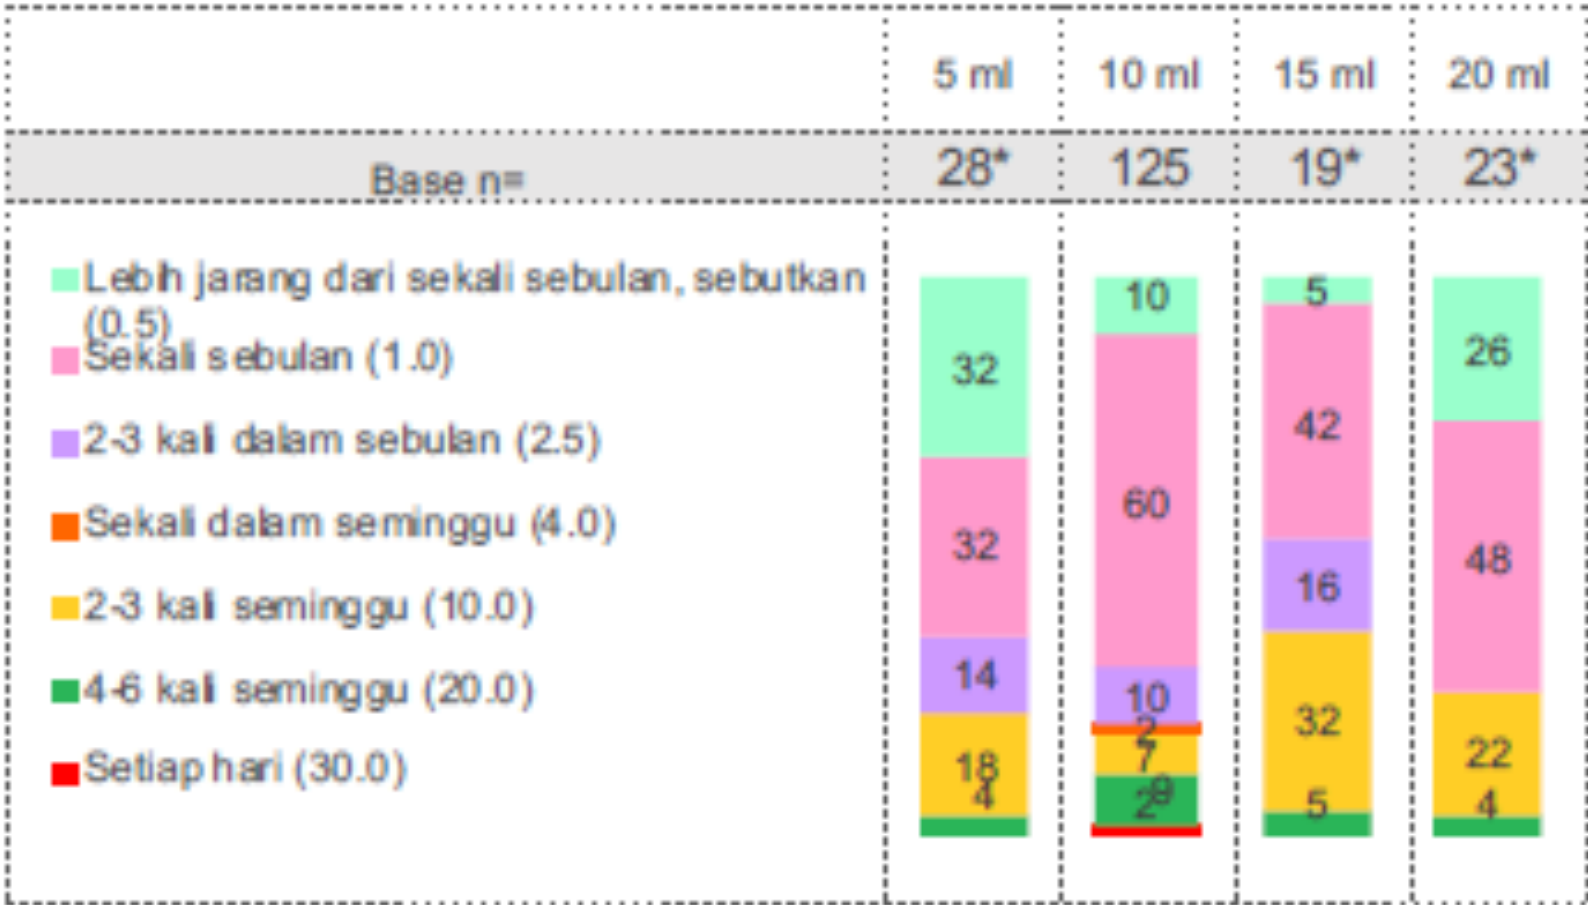 5 ml 10 ml 15 ml 20 ml
Base n= 28* 125 19* 23*
Lebih jarang dari sekali sebulan, sebutkan
(0.5)
Sekali sebulan (1.0)
2-3 kali dalam sebulan (2.5)
Sekali dalam seminggu (4.0)
2-3 kali seminggu (10.0)
4-6 kali seminggu (20.0)
Setiap hari (30.0)
32
32
14
18
4
10
60
10
2
7
9
2
5
42
16
32
5
26
48
22
4